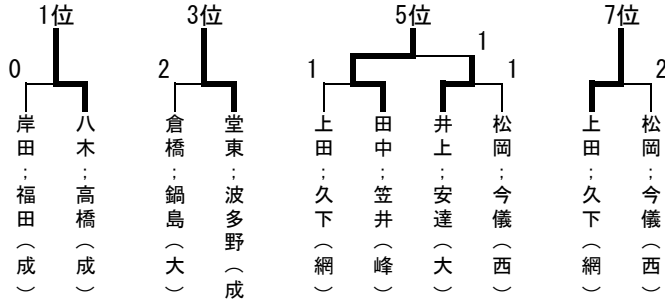 1位
3位
5位
7位
1
0
2
1
1
2
岸田；福田（成）
八木；高橋（成）
倉橋；鍋島（大）
堂東；波多野（成
上田；久下（網）
田中；笠井（峰）
井上；安達（大）
松岡；今儀（西）
上田；久下（網）
松岡；今儀（西）